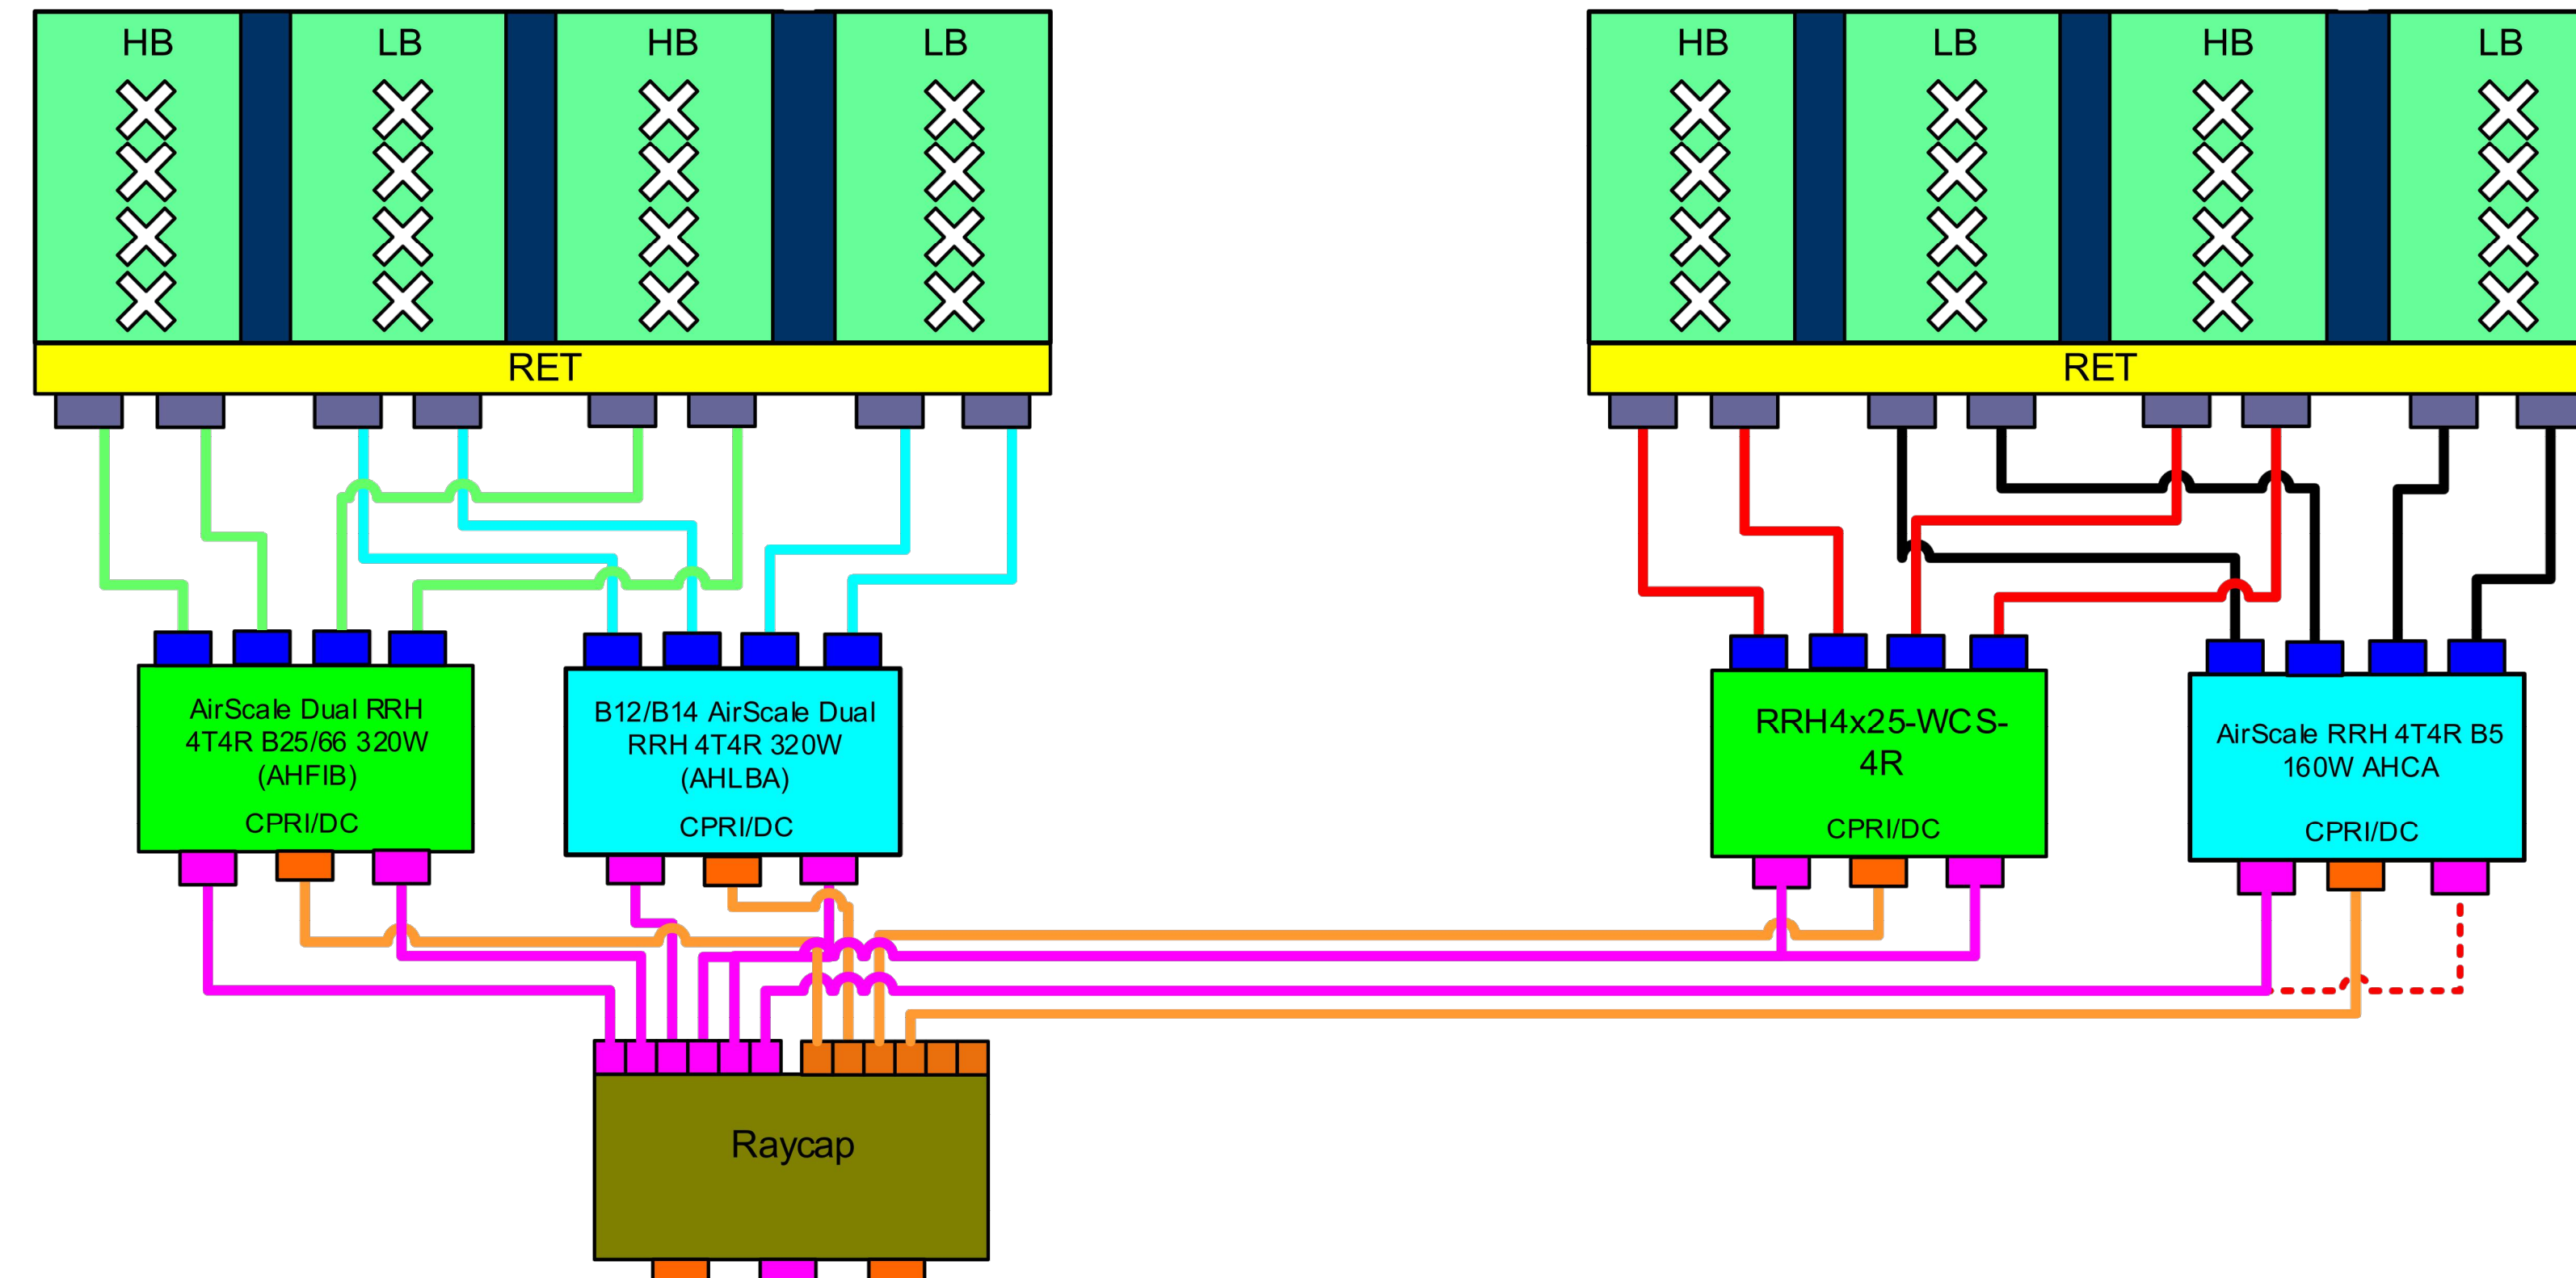 HB
LB
HB
LB
HB
LB
HB
LB
RET
RET
AirScale Dual RRH
4T4R B25/66 320W
(AHFIB)
CPRI/DC
B12/B14 AirScale Dual
RRH 4T4R 320W
(AHLBA)
CPRI/DC
RRH4x25-WCS-
4R
CPRI/DC
AirScale RRH 4T4R B5
160W AHCA
CPRI/DC
Raycap